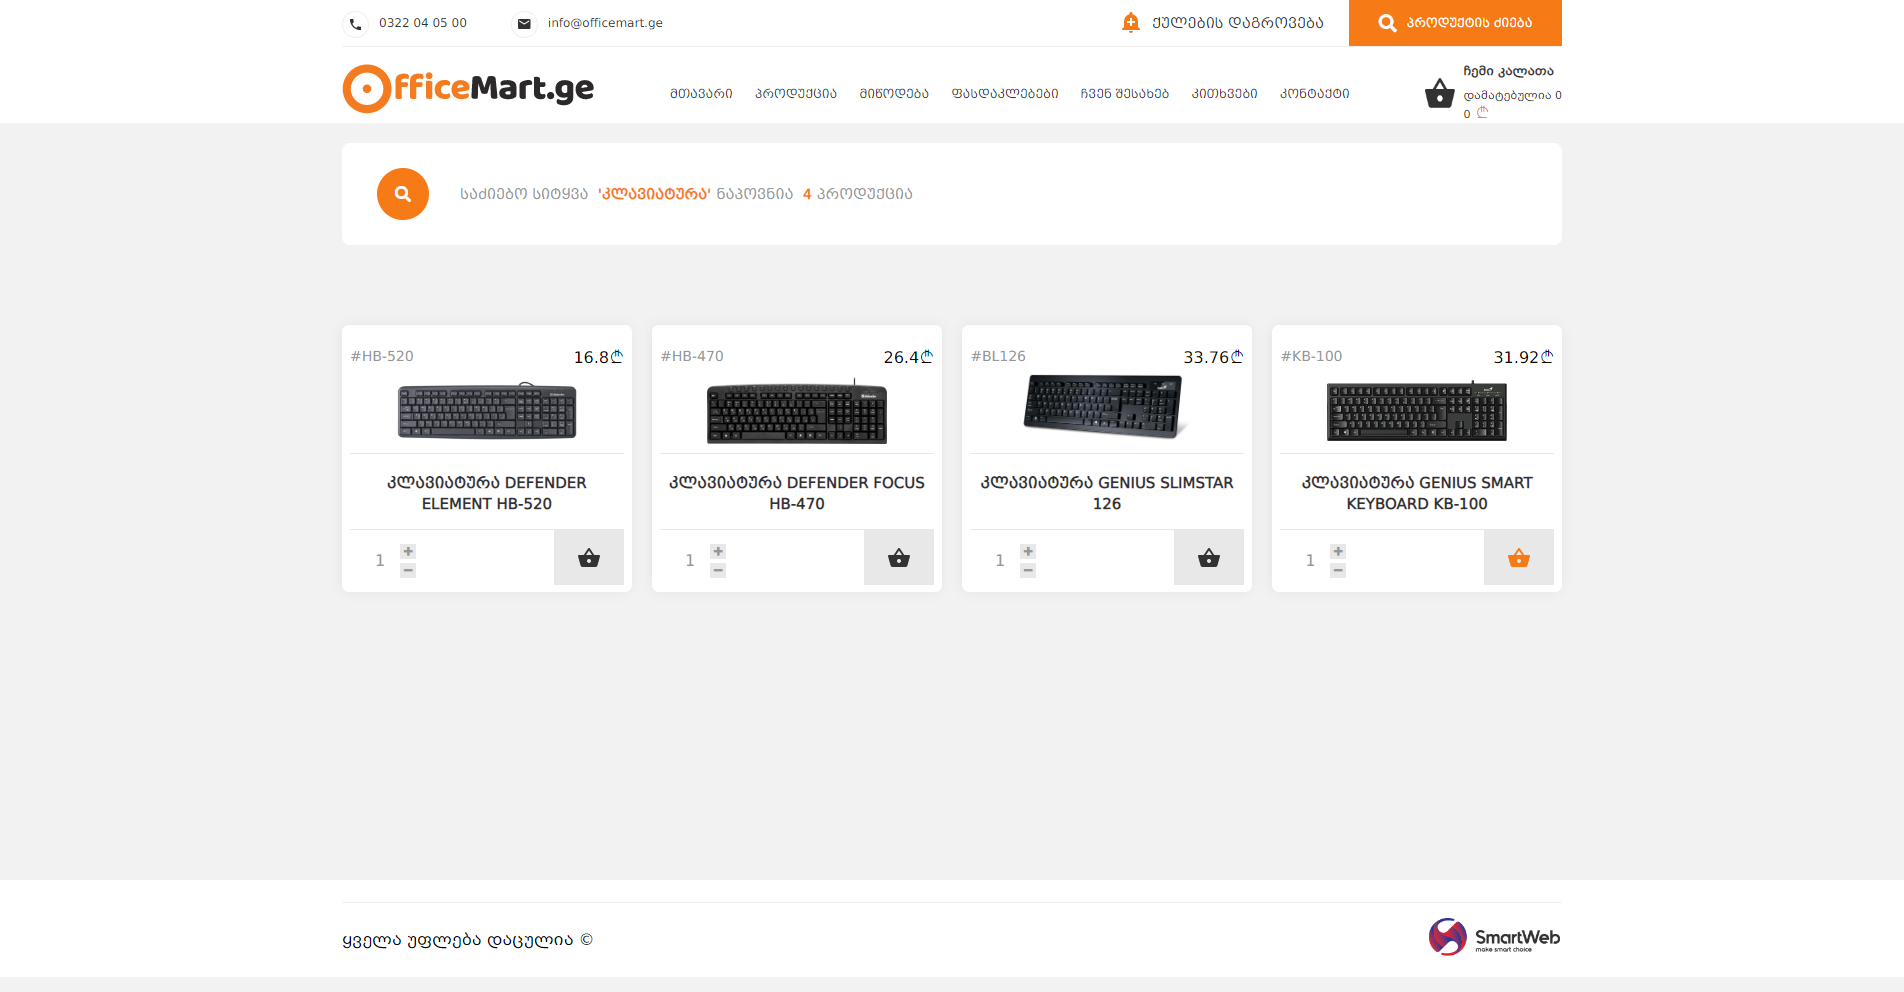 0322 04 05 00
info@officemart.ge
ქულების დაგროვება
პროდუქტის ძიება
OfficeMart.ge
მთავარი
პროდუქცია
მიწოდება
ფასდაკლებები
ჩვენ შესახებ
კითხვები
კონტაქტი
ჩემი კალათა
დამატებულია 0
0 ₾
საძიებო სიტყვა 'კლავიატურა' ნაპოვნია 4 პროდუქცია
#HB-520
16.8₾
კლავიატურა DEFENDER
ELEMENT HB-520
1
#HB-470
26.4₾
კლავიატურა DEFENDER FOCUS
HB-470
1
#BL126
33.76₾
კლავიატურა GENIUS SLIMSTAR
126
1
#KB-100
31.92₾
კლავიატურა GENIUS SMART
KEYBOARD KB-100
1
ყველა უფლება დაცულია ©
SmartWeb
make smart choice